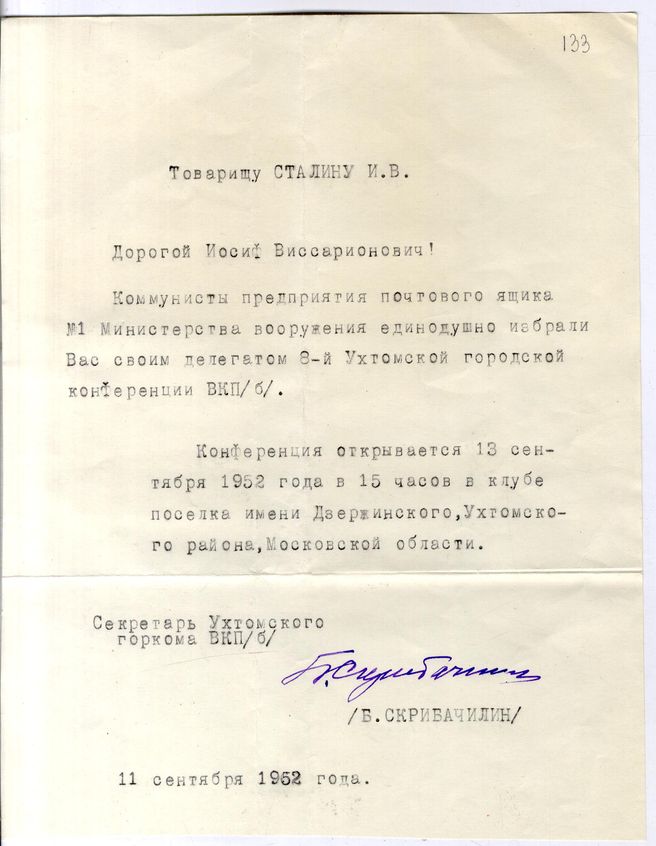 133
Товарищу СТАЛИНУ И.В.
Дорогой Иосиф Виссарионович!
Коммунисты предприятия почтового ящика
№1 Министерства вооружения единодушно избрали
Вас своим делегатом 8-й Ухтомской городской
конференции ВКП/б/.
Конференция открывается 13 сен-
тября 1952 года в 15 часов в клубе
поселка имени Дзержинского,Ухтомско-
го района,Московской области.
Секретарь Ухтомского
горкома ВКП/б/
Б.Скрибачилин
/Б.СКРИБАЧИЛИН/
11 сентября 1952 года.